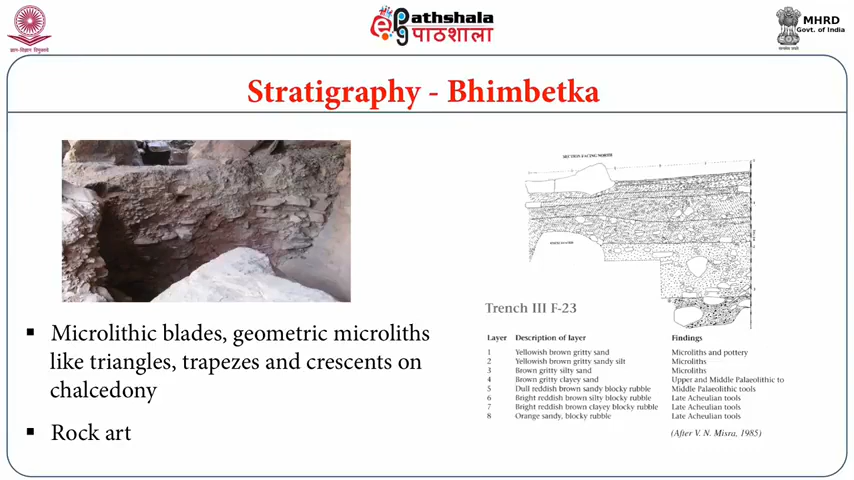 ePathshala
पाठशाला
MHRD
Govt. of India
Stratigraphy - Bhimbetka
SECTION FACING NORTH
Trench III F-23
Layer Description of layer Findings
1 Yellowish brown gritty sand Microliths and pottery
2 Yellowish brown gritty sandy silt Microliths
3 Brown gritty silty sand Microliths
4 Brown gritty clayey sand Upper and Middle Palaeolithic to
5 Dull reddish brown sandy blocky rubble Middle Palaeolithic tools
6 Bright reddish brown silty blocky rubble Late Acheulian tools
7 Bright reddish brown clayey blocky rubble Late Acheulian tools
8 Orange sandy, blocky rubble Late Acheulian tools
(After V. N. Misra, 1985)
▪ Microlithic blades, geometric microliths
like triangles, trapezes and crescents on
chalcedony
▪ Rock art